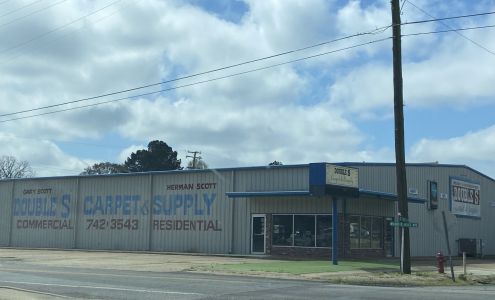 GARY SCOTT
HERMAN SCOTT
DOUBLE S CARPET & SUPPLY
COMMERCIAL 742-3543 RESIDENTIAL
DOUBLE S
DOUBLE S